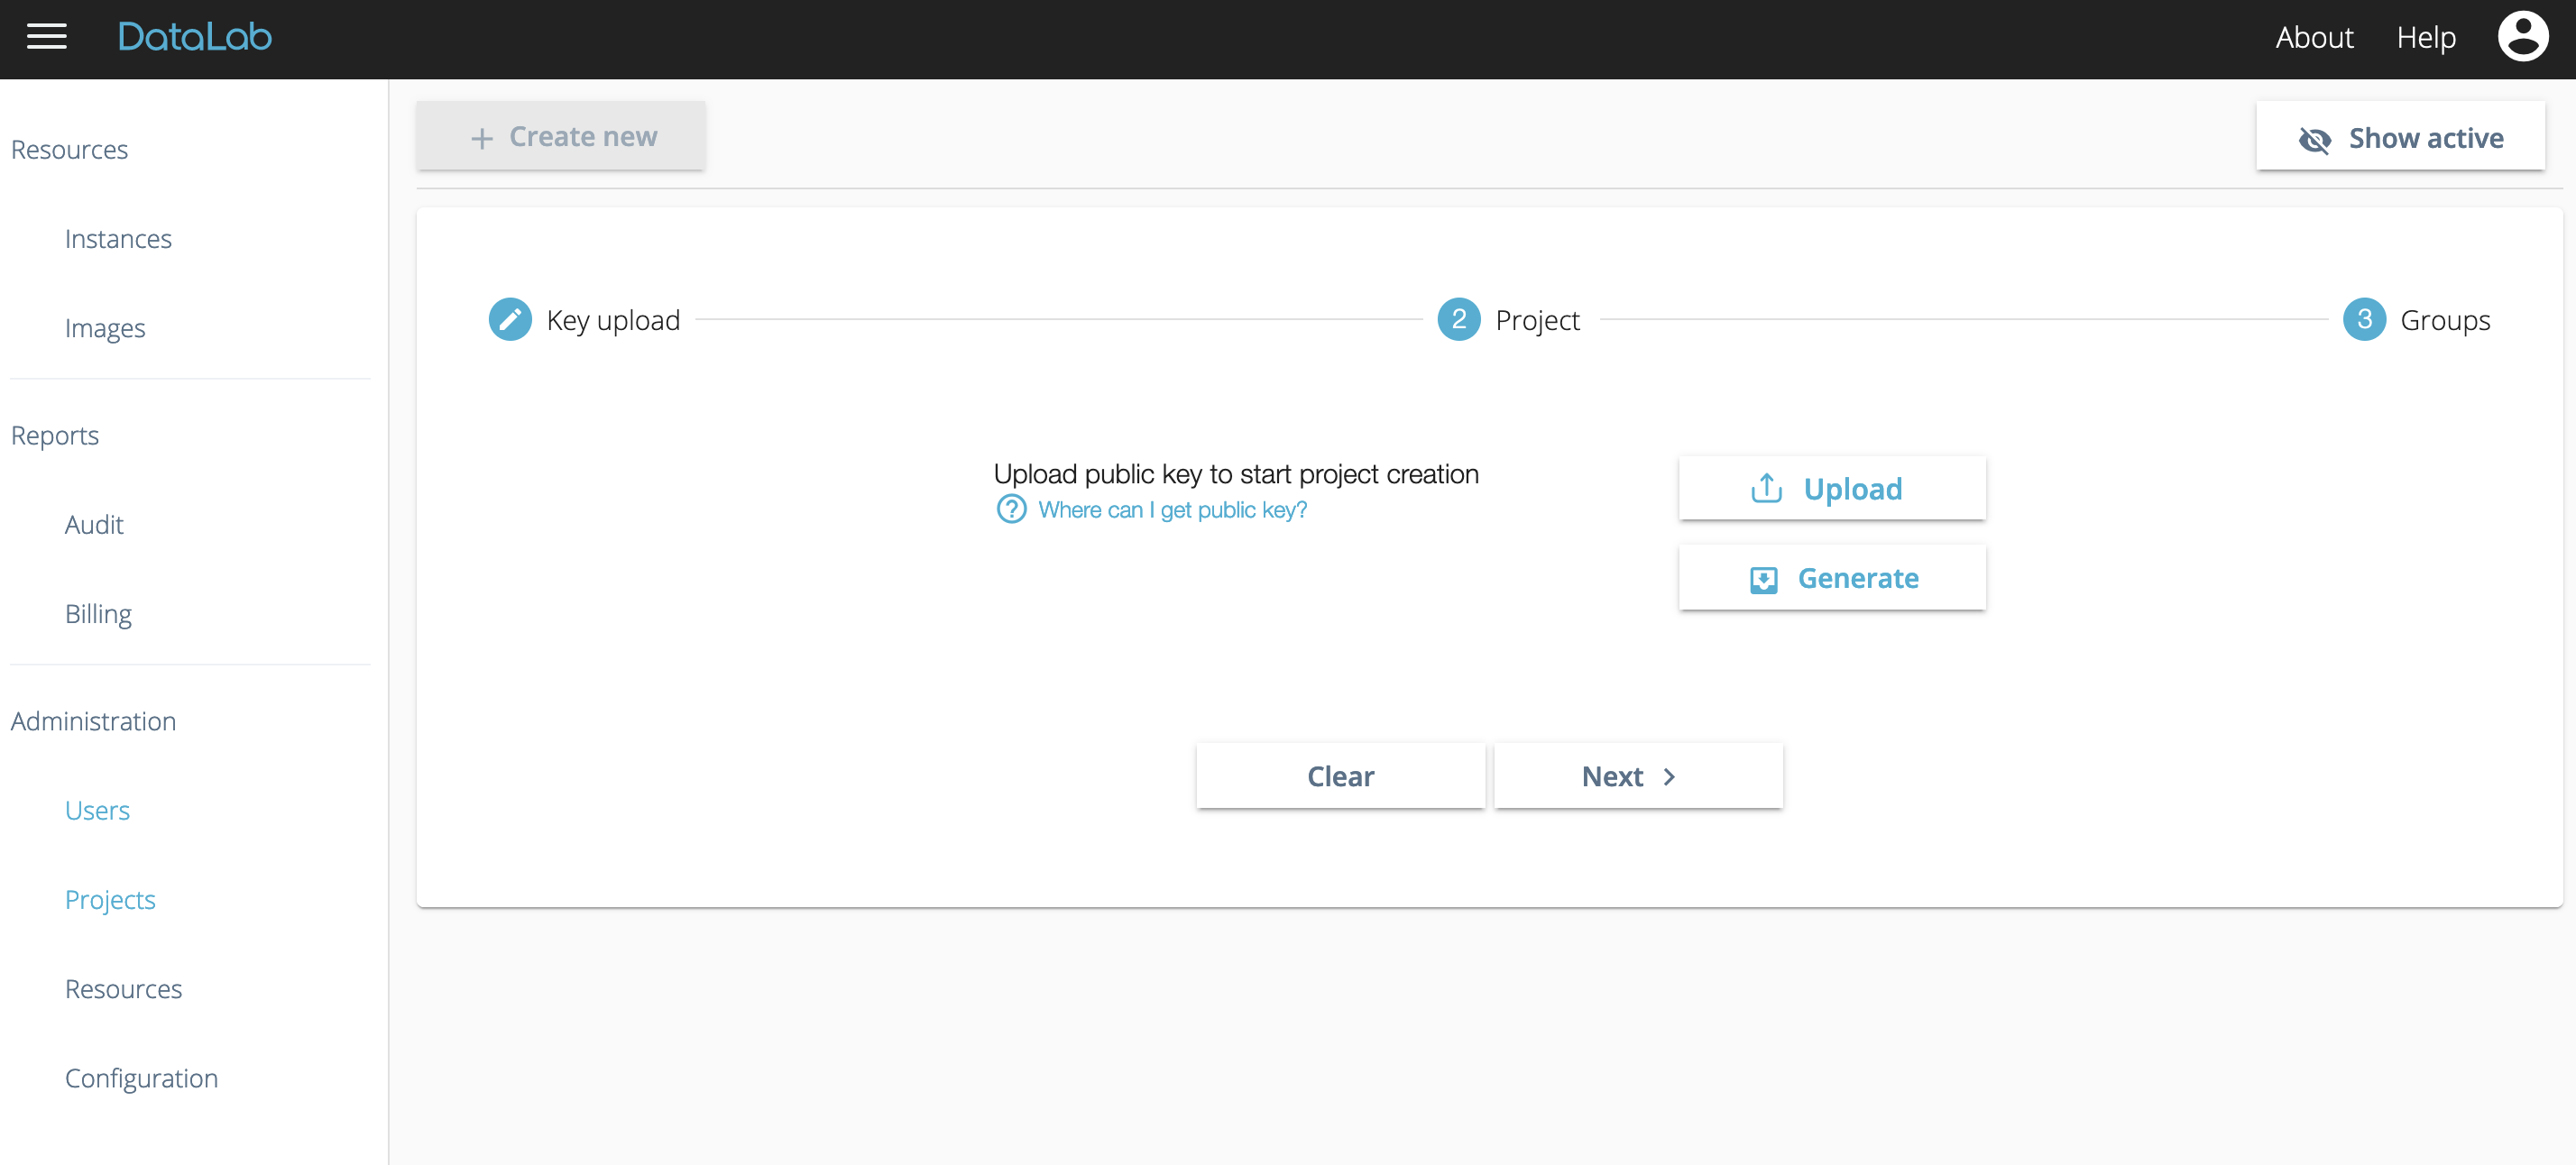 DataLab
About
Help
Resources
Instances
Images
Reports
Audit
Billing
Administration
Users
Projects
Resources
Configuration
Create new
Show active
Key upload
2 Project
3 Groups
Upload public key to start project creation
? Where can I get public key?
Upload
Generate
Clear
Next